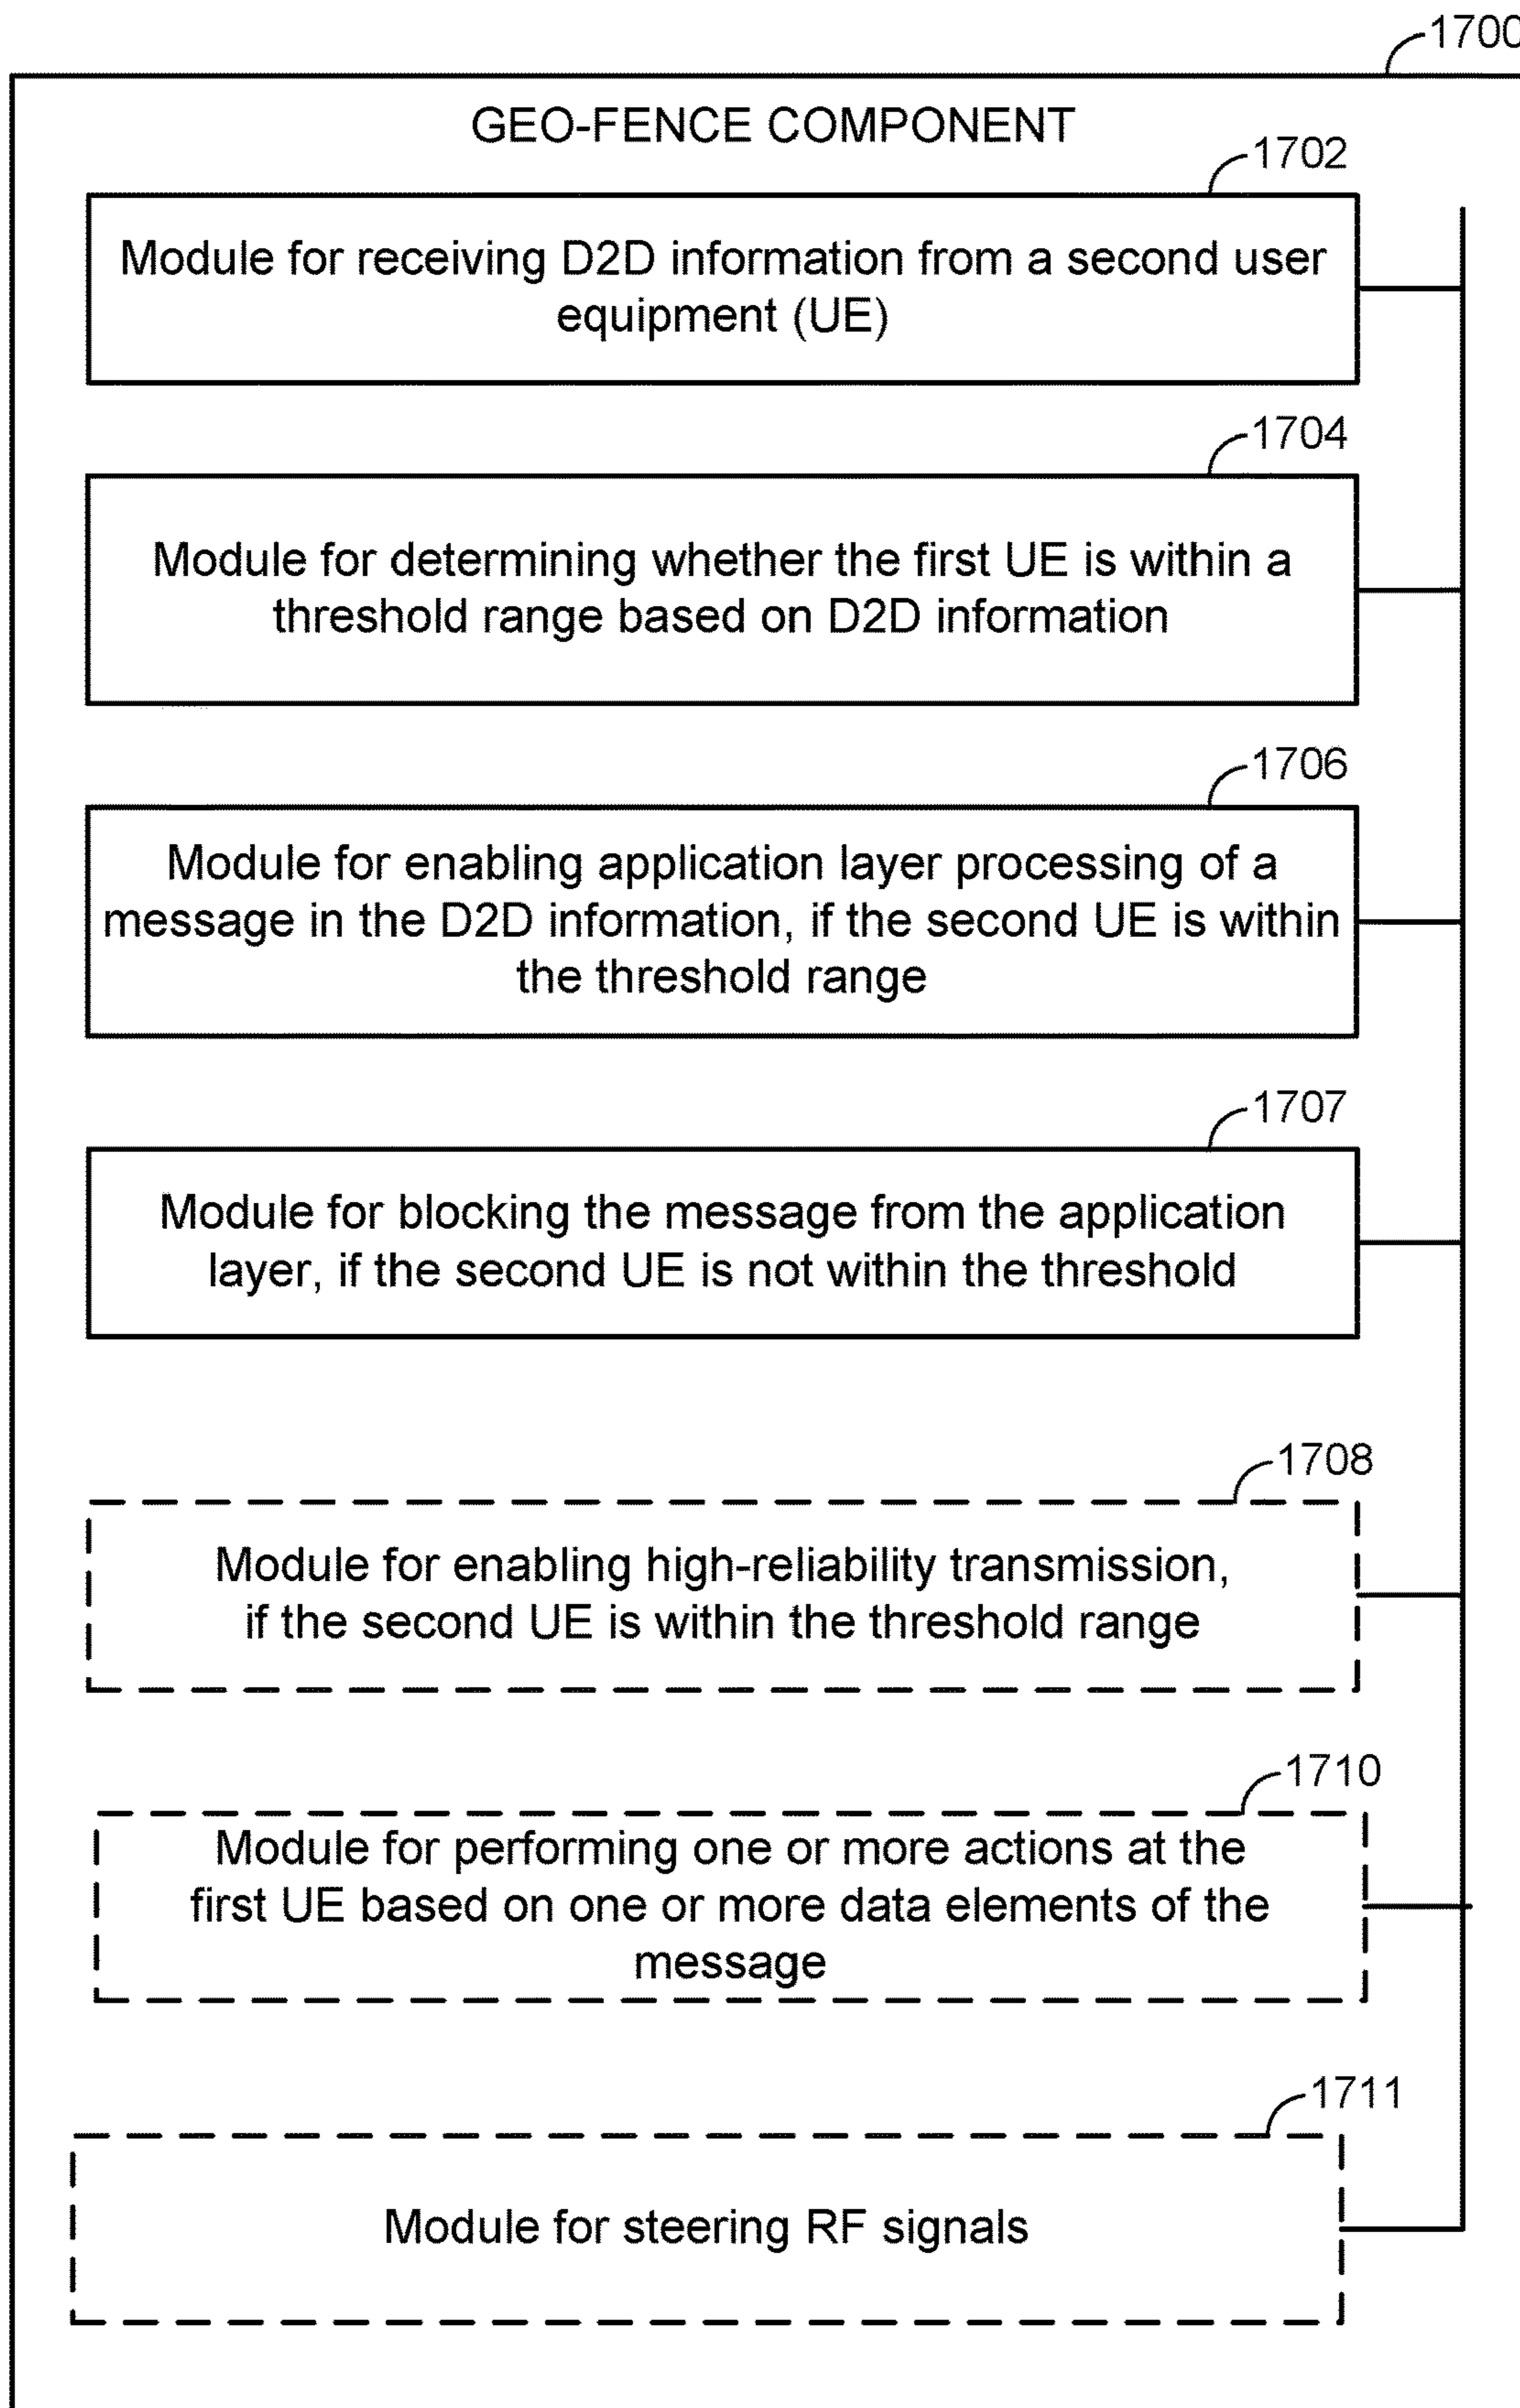 1700
GEO-FENCE COMPONENT
1702
Module for receiving D2D information from a second user
equipment (UE)
1704
Module for determining whether the first UE is within a
threshold range based on D2D information
1706
Module for enabling application layer processing of a
message in the D2D information, if the second UE is within
the threshold range
1707
Module for blocking the message from the application
layer, if the second UE is not within the threshold
1708
Module for enabling high-reliability transmission,
if the second UE is within the threshold range
1710
Module for performing one or more actions at the
first UE based on one or more data elements of the
message
1711
Module for steering RF signals